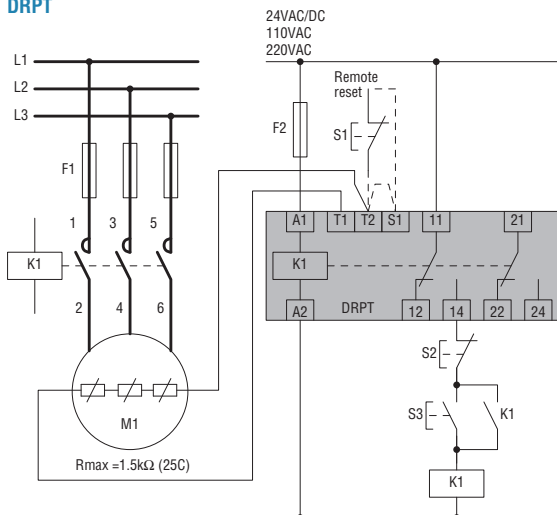 DRPT
24VAC/DC
110VAC
220VAC
L1
L2
L3
Remote
reset
F1
F2
S1
1
3
5
A1
T1
T2
S1
11
21
K1
K1
2
4
6
A2
DRPT
12
14
22
24
M1
S2
S3
K1
Rmax =1.5kΩ (25C)
K1